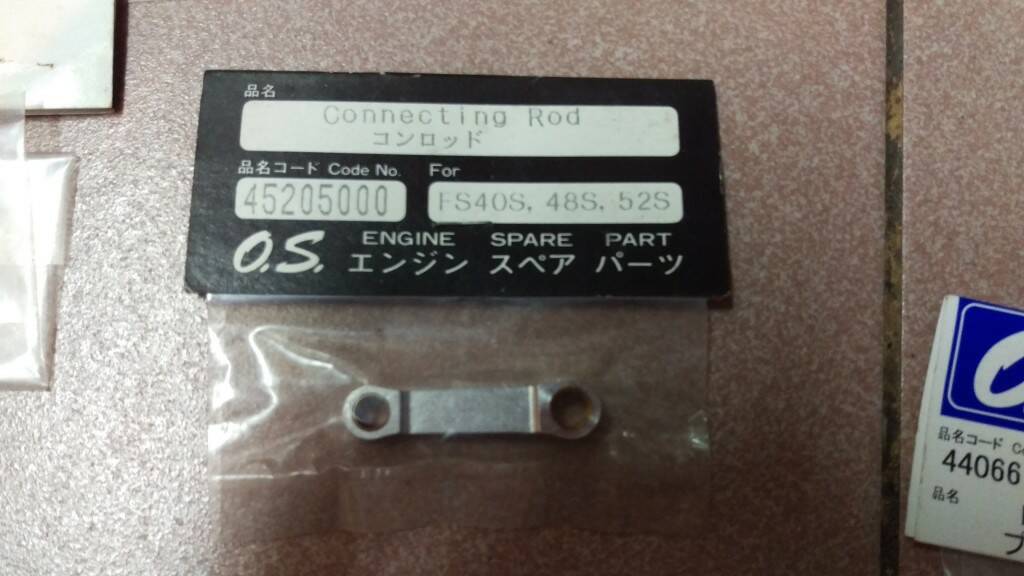 品名
Connecting Rod
コンロッド
品名コード Code No. For
45205000 FS40S, 48S, 52S
O.S. ENGINE SPARE PART
エンジン スペア パーツ
品名コード
44066
品名